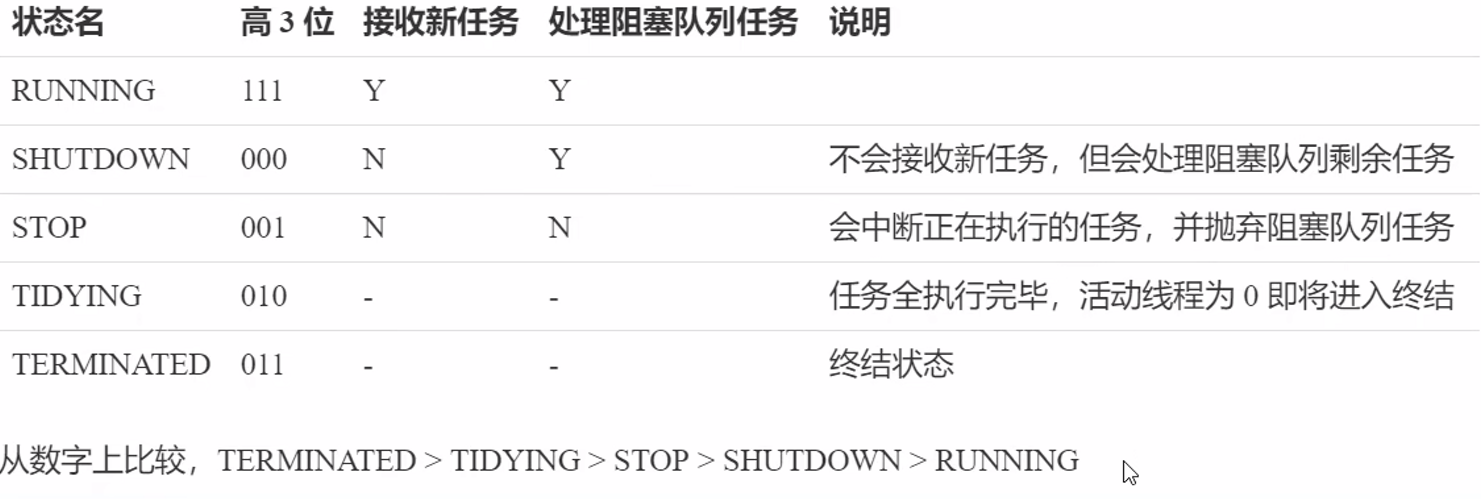 状态名 高 3 位 接收新任务 处理阻塞队列任务 说明
RUNNING 111 Y Y
SHUTDOWN 000 N Y 不会接收新任务，但会处理阻塞队列剩余任务
STOP 001 N N 会中断正在执行的任务，并抛弃阻塞队列任务
TIDYING 010 - - 任务全执行完毕，活动线程为 0 即将进入终结
TERMINATED 011 - - 终结状态
从数字上比较，TERMINATED > TIDYING > STOP > SHUTDOWN > RUNNING